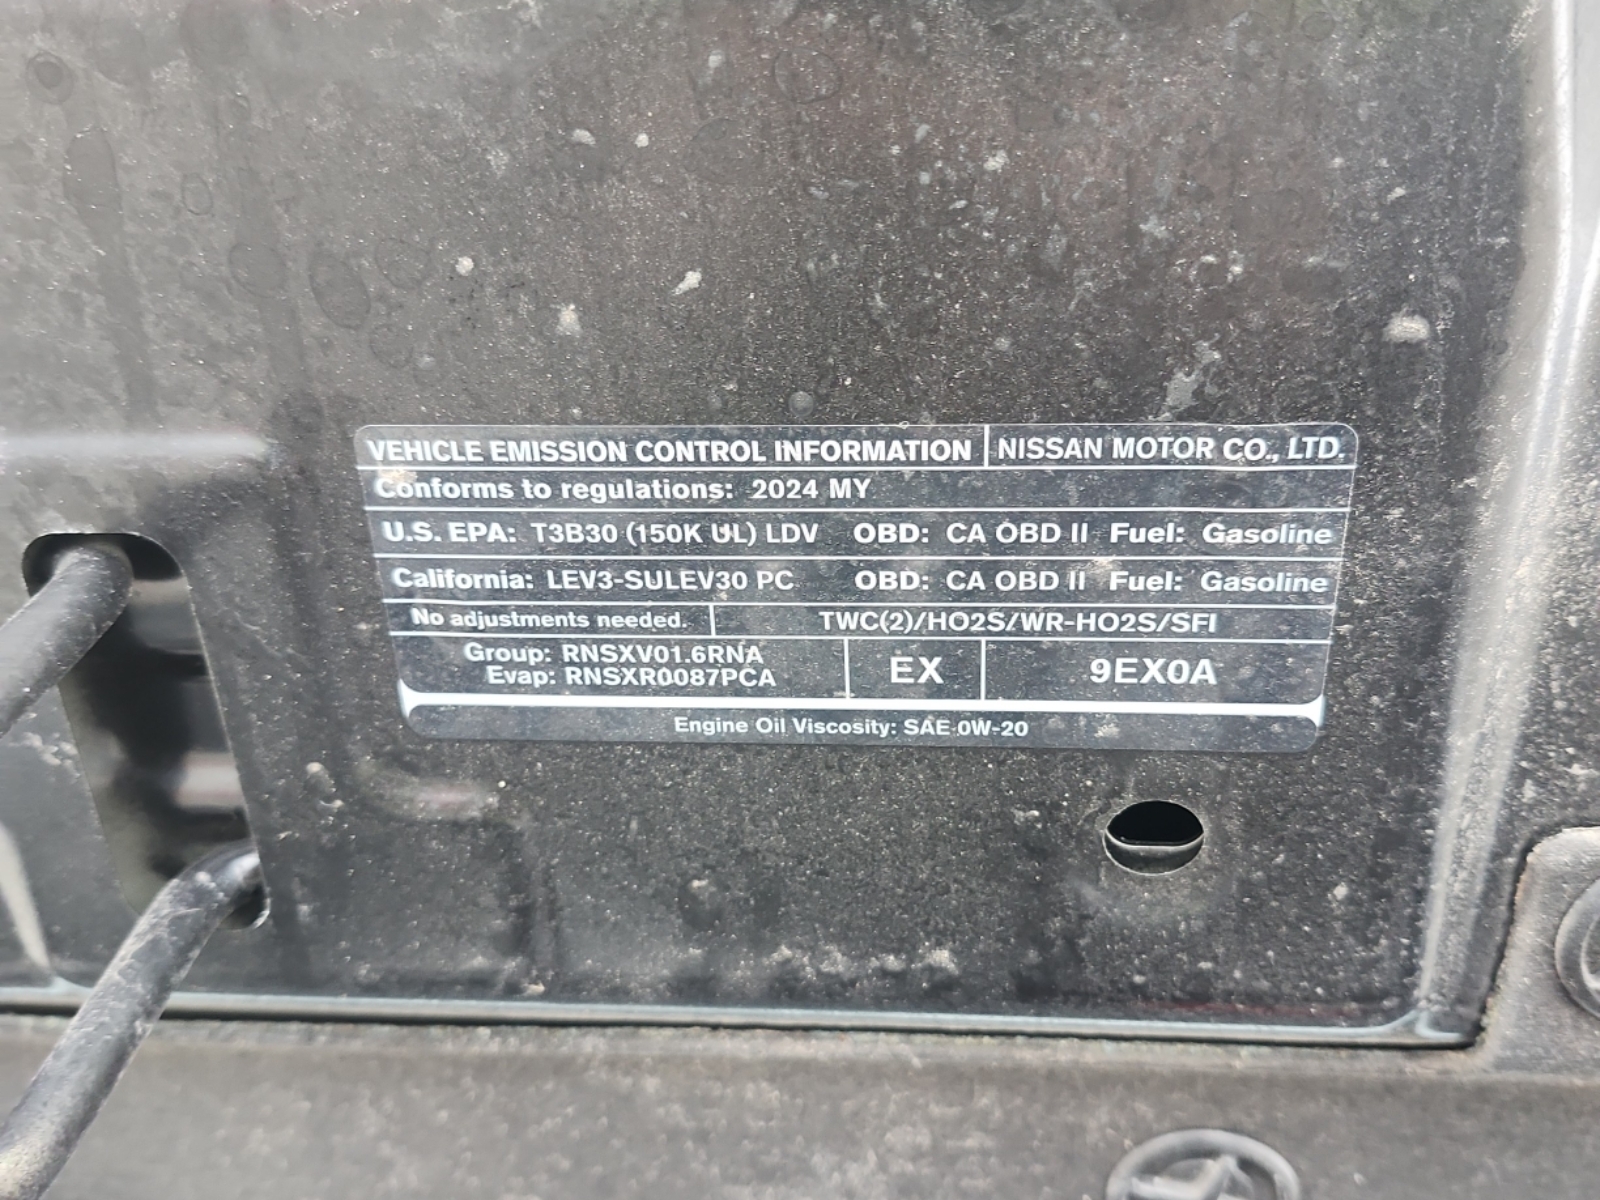 VEHICLE EMISSION CONTROL INFORMATION NISSAN MOTOR CO., LTD.
Conforms to regulations: 2024 MY
U.S. EPA: T3B30 (150K UL) LDV OBD: CA OBD II Fuel: Gasoline
California: LEV3-SULEV30 PC OBD: CA OBD II Fuel: Gasoline
No adjustments needed. TWC(2)/HO2S/WR-HO2S/SFI
Group: RNSXV01.6RNA
Evap: RNSXR0087PCA
EX
9EX0A
Engine Oil Viscosity: SAE 0W-20